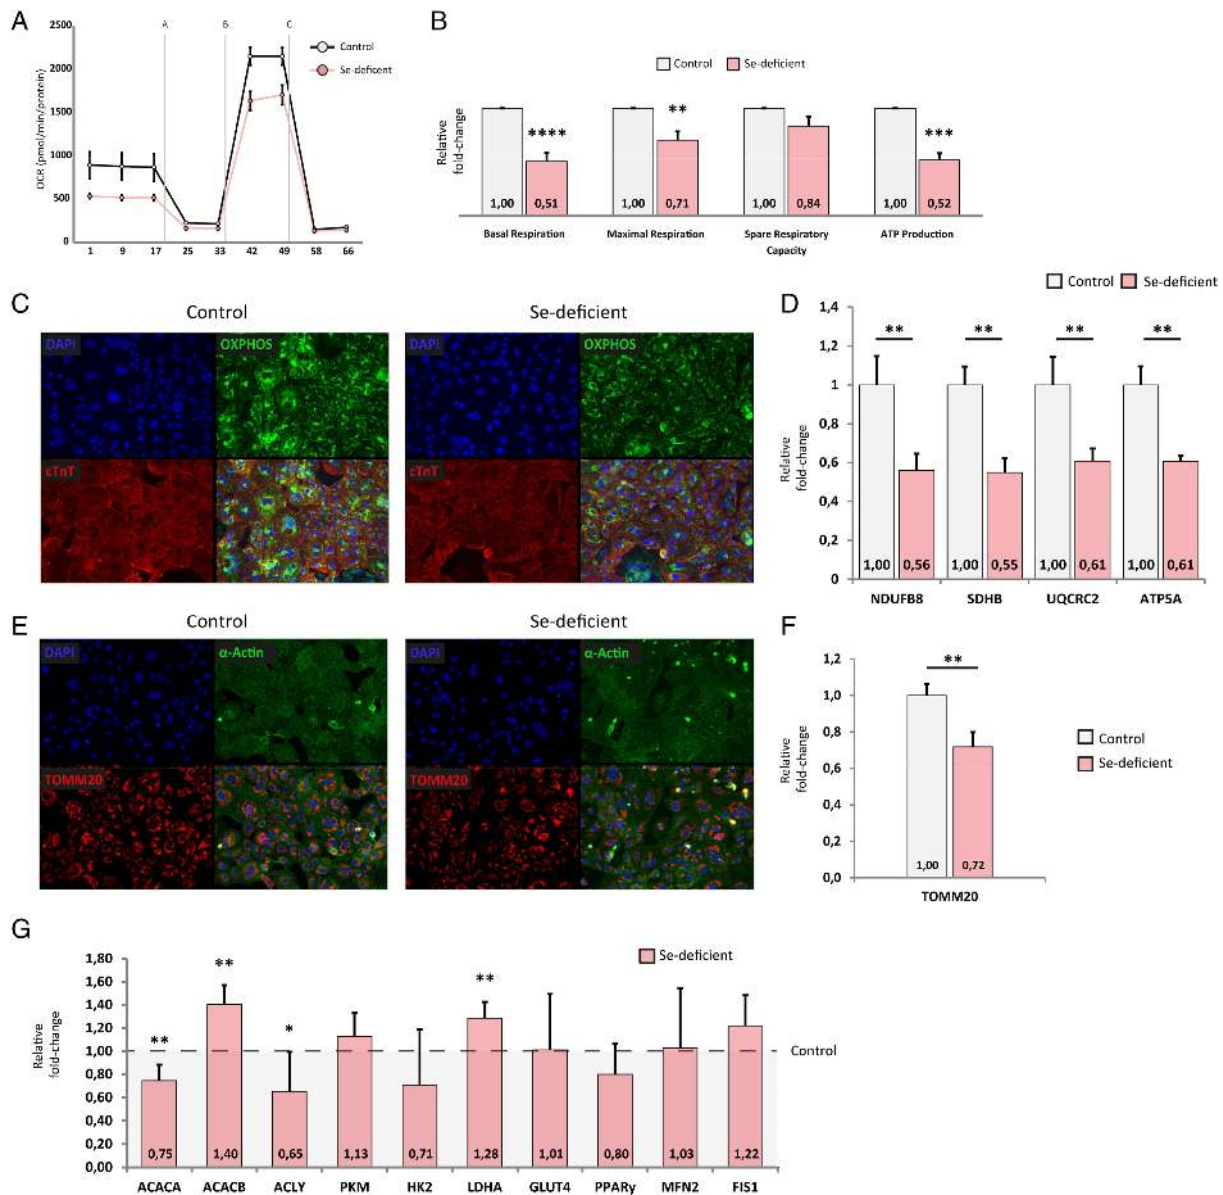 A
2500
2000
1500
1000
500
0
OCR (pmol/min/protein)
A
B
C
Control
Se-deficent
1 9 17 25 33 42 49 58 66
B
Control Se-deficient
Relative
fold-change
****
**
***
1,00 0,51 1,00 0,71 1,00 0,84 1,00 0,52
Basal Respiration Maximal Respiration Spare Respiratory Capacity ATP Production
C
Control Se-deficient
DAPI OXPHOS DAPI OXPHOS
cTnT cTnT
D
Control Se-deficient
1,4
1,2
1
0,8
0,6
0,4
0,2
0
Relative
fold-change
** ** ** **
1,00 0,56 1,00 0,55 1,00 0,61 1,00 0,61
NDUFB8 SDHB UQCRC2 ATP5A
E
Control Se-deficient
DAPI α-Actin DAPI α-Actin
TOMM20 TOMM20
F
1,2
1,0
0,8
0,6
0,4
0,2
0,0
Relative
fold-change
**
Control
Se-deficient
1,00 0,72
TOMM20
G
1,80
1,60
1,40
1,20
1,00
0,80
0,60
0,40
0,20
0,00
Relative
fold-change
Se-deficient
** ** * **
Control
0,75 1,40 0,65 1,13 0,71 1,28 1,01 0,80 1,03 1,22
ACACA ACACB ACLY PKM HK2 LDHA GLUT4 PPARγ MFN2 FIS1